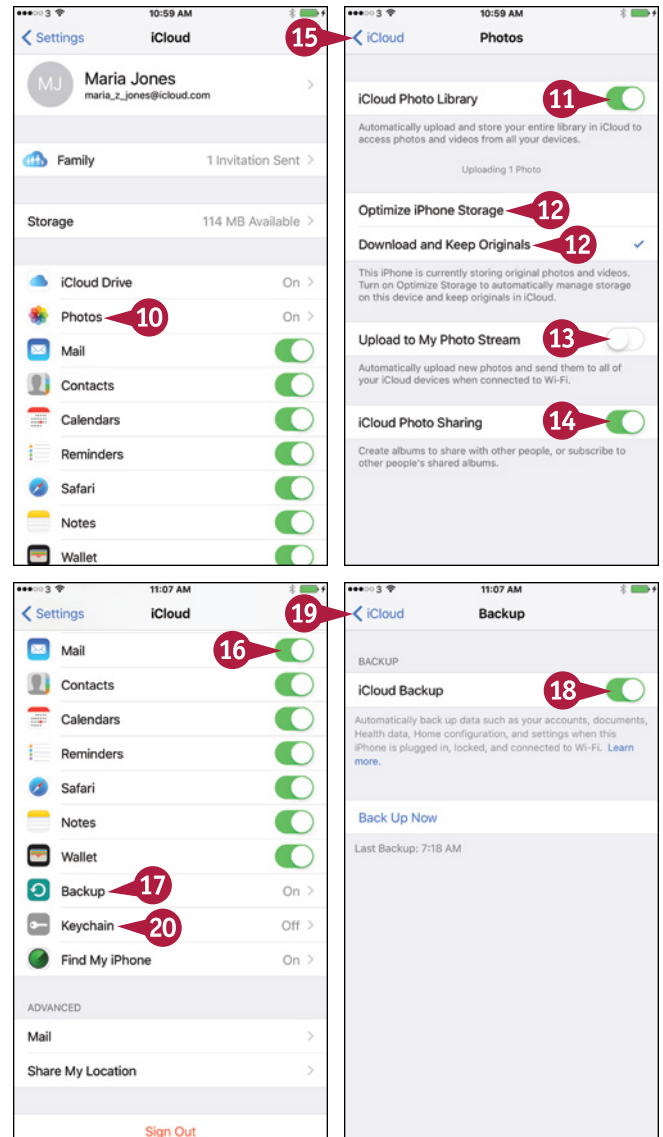 3
10:59 AM
Settings
iCloud
MJ
Maria Jones
maria_z_jones@icloud.com
Family
1 Invitation Sent
Storage
114 MB Available
iCloud Drive
On
Photos
10
On
Mail
Contacts
Calendars
Reminders
Safari
Notes
Wallet
3
10:59 AM
15
iCloud
Photos
iCloud Photo Library
11
Automatically upload and store your entire library in iCloud to
access photos and videos from all your devices.
Uploading 1 Photo
Optimize iPhone Storage
12
Download and Keep Originals
12
This iPhone is currently storing original photos and videos.
Turn on Optimize Storage to automatically manage storage
on this device and keep originals in iCloud.
Upload to My Photo Stream
13
Automatically upload new photos and send them to all of
your iCloud devices when connected to Wi-Fi.
iCloud Photo Sharing
14
Create albums to share with other people, or subscribe to
other people's shared albums.
3
11:07 AM
Settings
iCloud
Mail
16
Contacts
Calendars
Reminders
Safari
Notes
Wallet
Backup
17
On
Keychain
20
Off
Find My iPhone
On
ADVANCED
Mail
Share My Location
Sign Out
3
11:07 AM
19
iCloud
Backup
BACKUP
iCloud Backup
18
Automatically back up data such as your accounts, documents,
Health data, Home configuration, and settings when this
iPhone is plugged in, locked, and connected to Wi-Fi. Learn
more.
Back Up Now
Last Backup: 7:18 AM